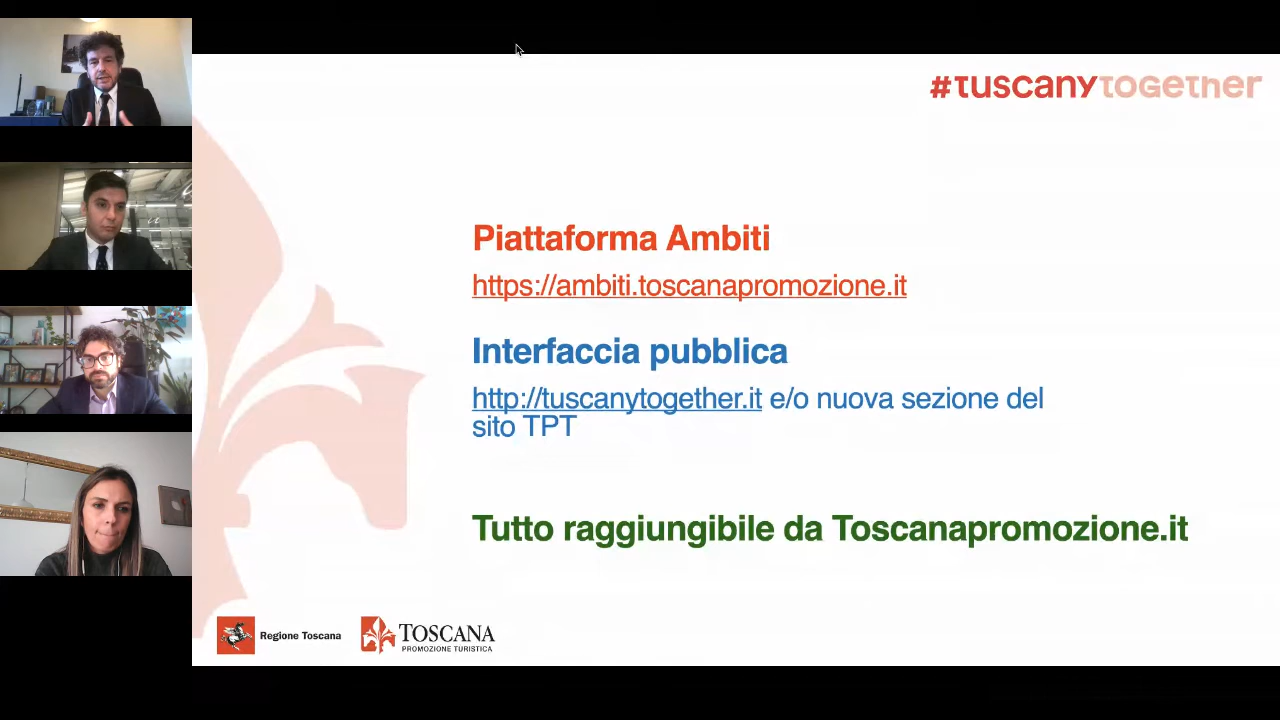 #tuscanytogether
Piattaforma Ambiti
https://ambiti.toscanapromozione.it
Interfaccia pubblica
http://tuscanytogether.it e/o nuova sezione del
sito TPT
Tutto raggiungibile da Toscanapromozione.it
Regione Toscana
TOSCANA
PROMOZIONE TURISTICA